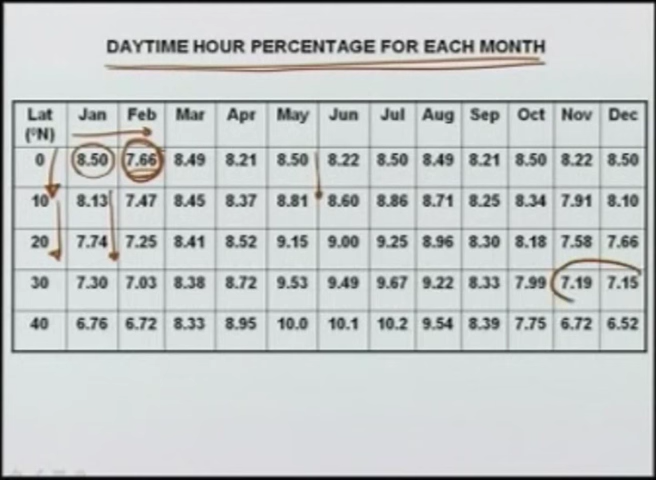 DAYTIME HOUR PERCENTAGE FOR EACH MONTH
Lat (ºN) Jan Feb Mar Apr May Jun Jul Aug Sep Oct Nov Dec
0 8.50 7.66 8.49 8.21 8.50 8.22 8.50 8.49 8.21 8.50 8.22 8.50
10 8.13 7.47 8.45 8.37 8.81 8.60 8.86 8.71 8.25 8.34 7.91 8.10
20 7.74 7.25 8.41 8.52 9.15 9.00 9.25 8.96 8.30 8.18 7.58 7.66
30 7.30 7.03 8.38 8.72 9.53 9.49 9.67 9.22 8.33 7.99 7.19 7.15
40 6.76 6.72 8.33 8.95 10.0 10.1 10.2 9.54 8.39 7.75 6.72 6.52